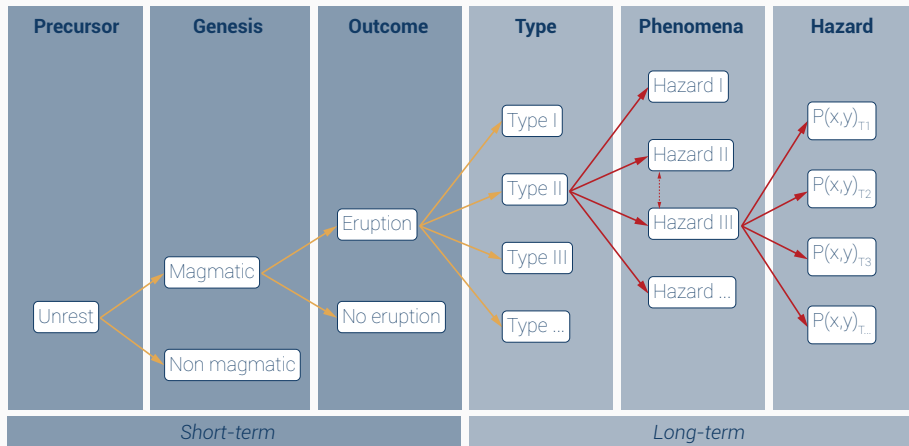 Precursor
Genesis
Outcome
Type
Phenomena
Hazard
Unrest
Magmatic
Non magmatic
Eruption
No eruption
Type I
Type II
Type III
Type ...
Hazard I
Hazard II
Hazard III
Hazard ...
P(x,y)T1
P(x,y)T2
P(x,y)T3
P(x,y)T...
Short-term
Long-term